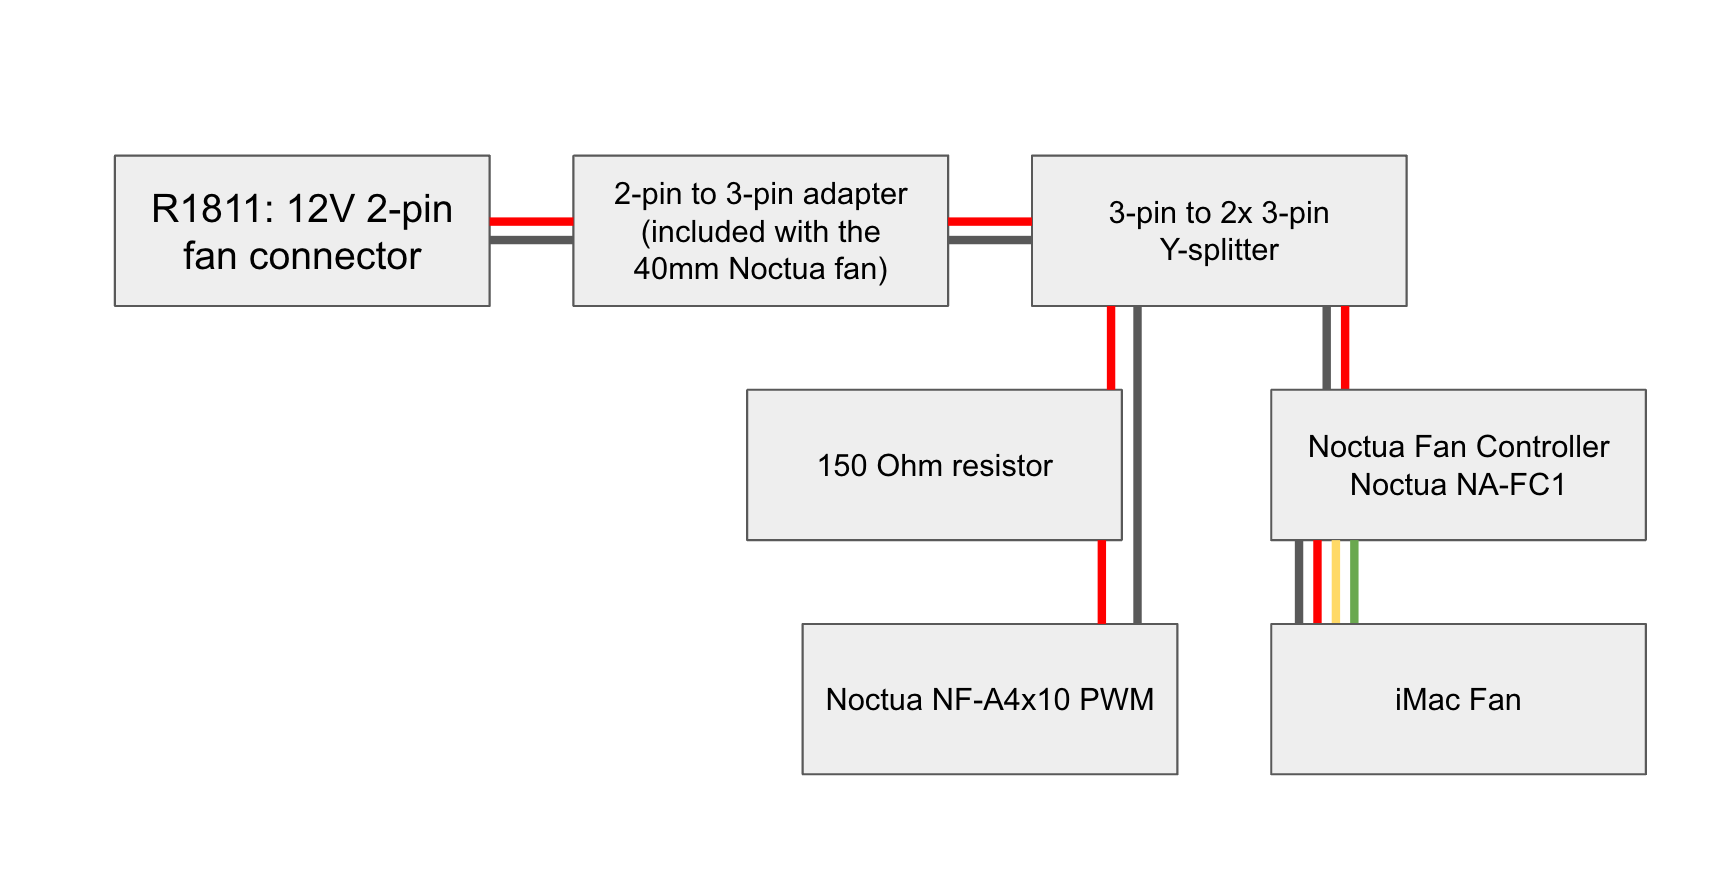 R1811: 12V 2-pin
fan connector
2-pin to 3-pin adapter
(included with the
40mm Noctua fan)
3-pin to 2x 3-pin
Y-splitter
150 Ohm resistor
Noctua Fan Controller
Noctua NA-FC1
Noctua NF-A4x10 PWM
iMac Fan